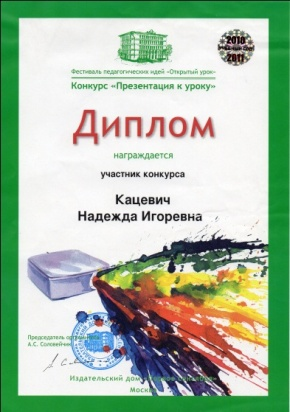 2010
2011
Фестиваль педагогических идей «Открытый урок»
Конкурс «Презентация к уроку»
Диплом
награждается
участник конкурса
Кацевич
Надежда Игоревна
Председатель
А.С. Соловейчик
Издательский дом
Москва